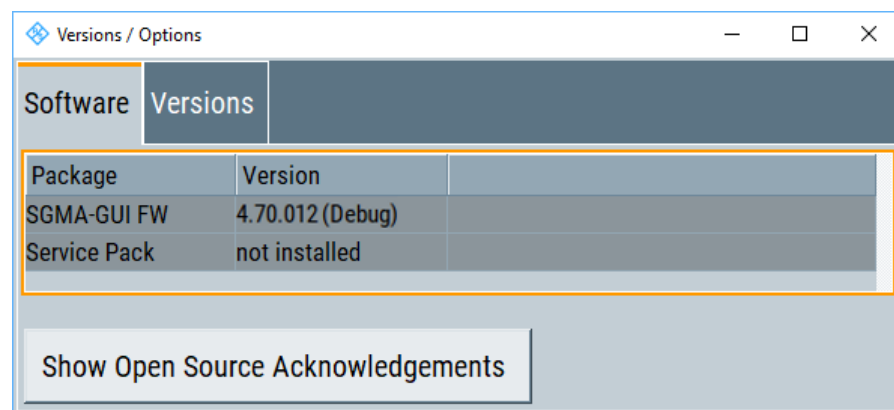 Versions / Options
Software Versions
Package Version
SGMA-GUI FW 4.70.012 (Debug)
Service Pack not installed
Show Open Source Acknowledgements